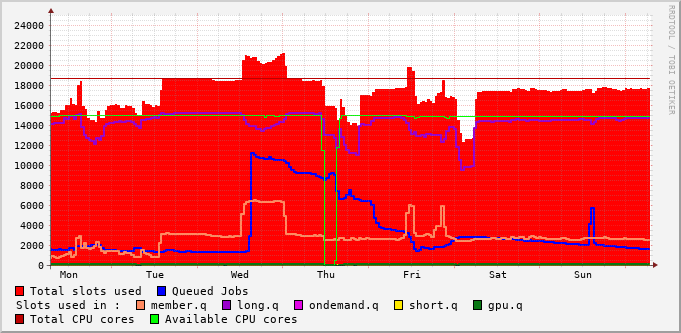 RRDTOOL / TOBI OETIKER
24000
22000
20000
18000
16000
14000
12000
10000
8000
6000
4000
2000
0
Mon Tue Wed Thu Fri Sat Sun
Total slots used Queued Jobs
Slots used in : member.q long.q ondemand.q short.q gpu.q
Total CPU cores Available CPU cores